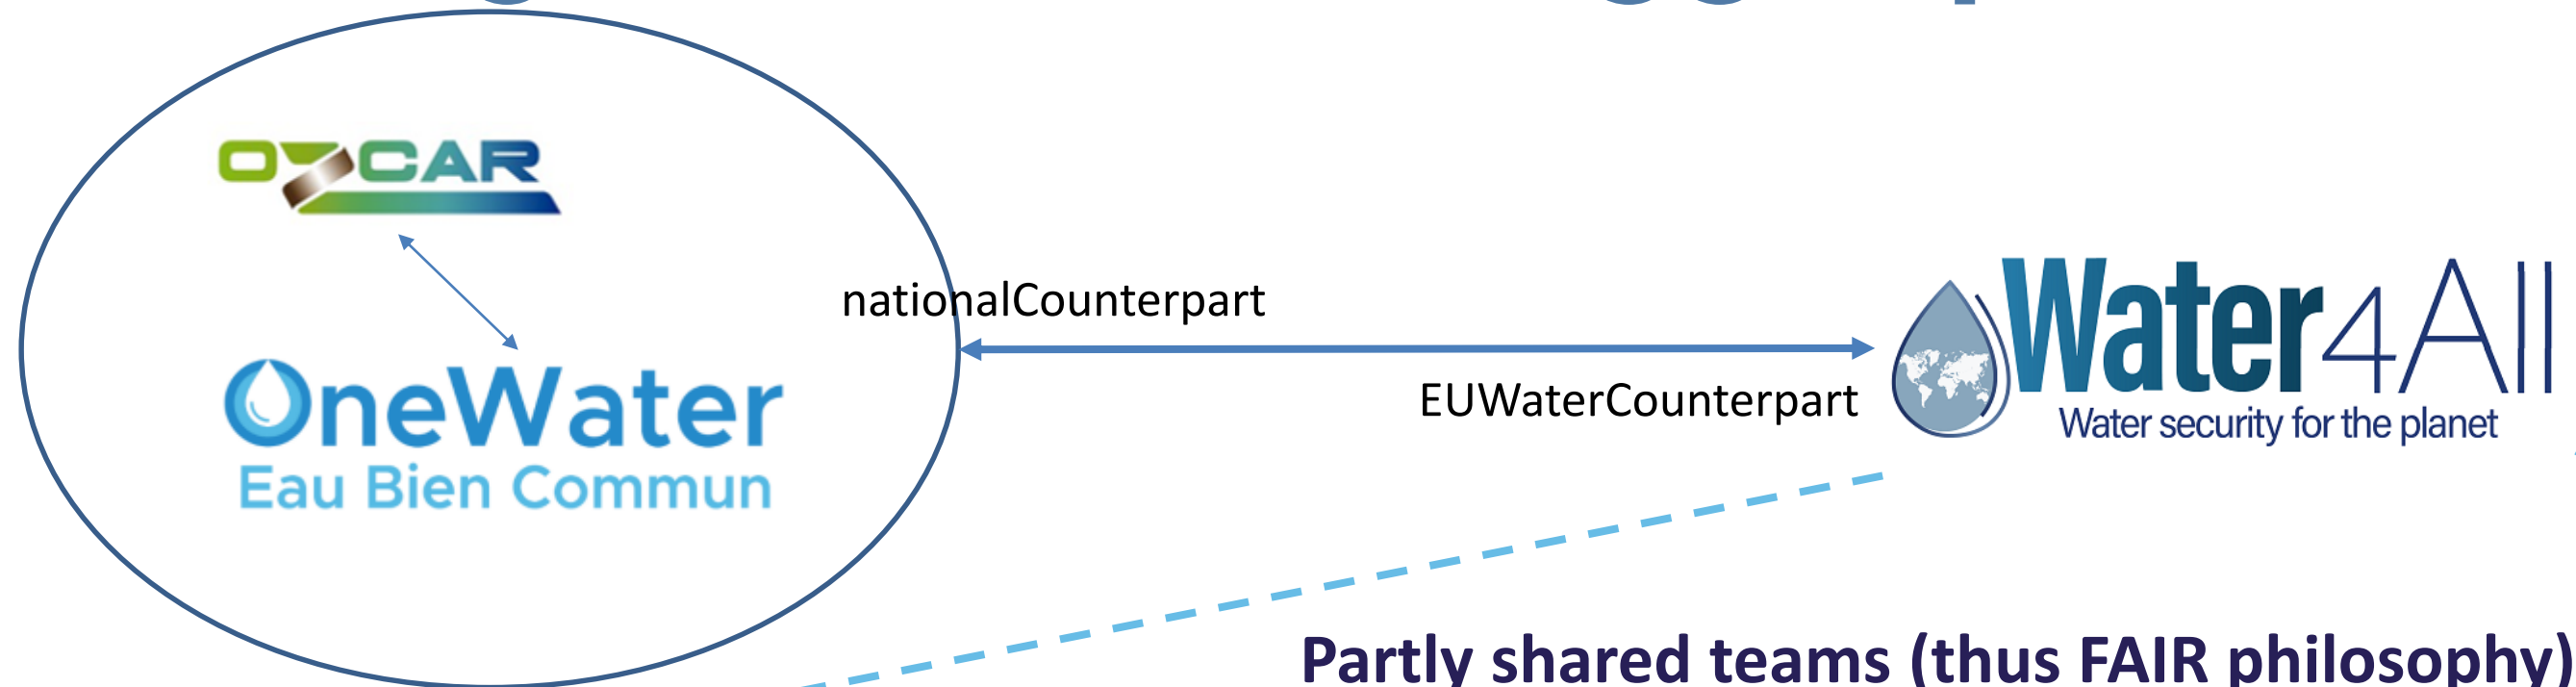 OZCAR
nationalCounterpart
OneWater
Eau Bien Commun
EUWaterCounterpart
Water4All
Water security for the planet
Partly shared teams (thus FAIR philosophy)